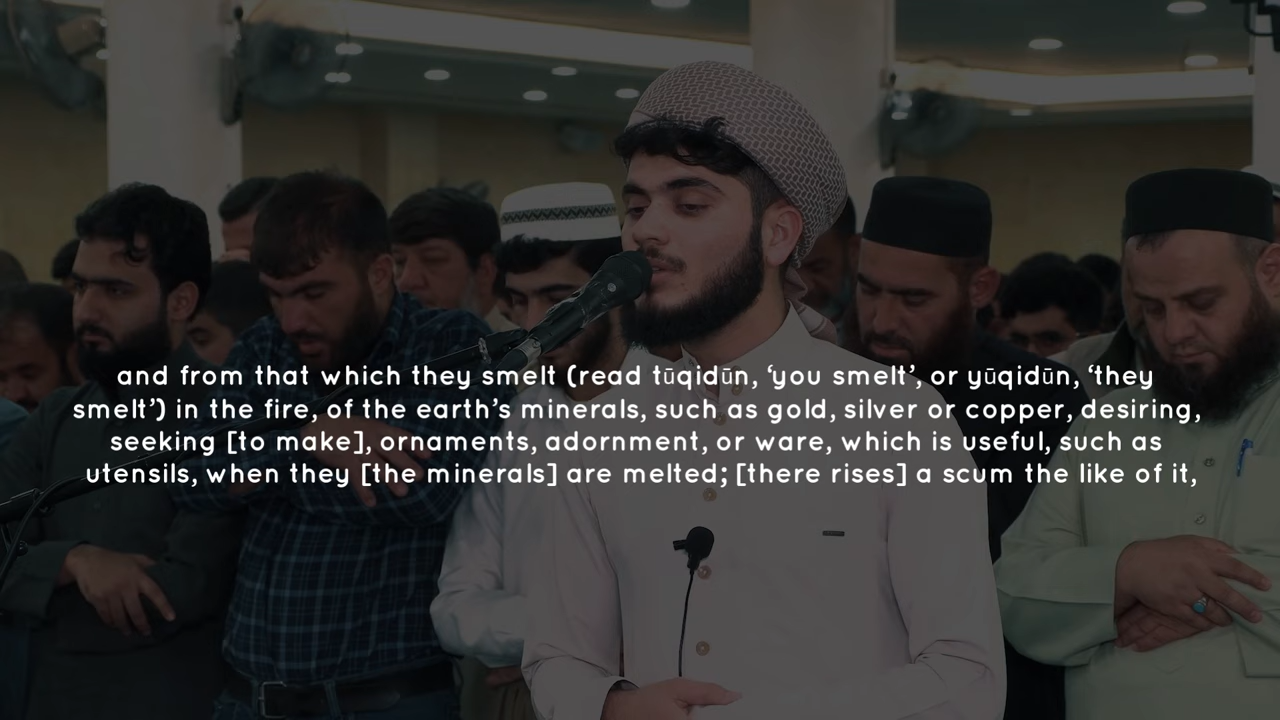 and from that which they smelt (read tūqidūn, ‘you smelt’, or yūqidūn, ‘they
smelt’) in the fire, of the earth’s minerals, such as gold, silver or copper, desiring,
seeking [to make], ornaments, adornment, or ware, which is useful, such as
utensils, when they [the minerals] are melted; [there rises] a scum the like of it,